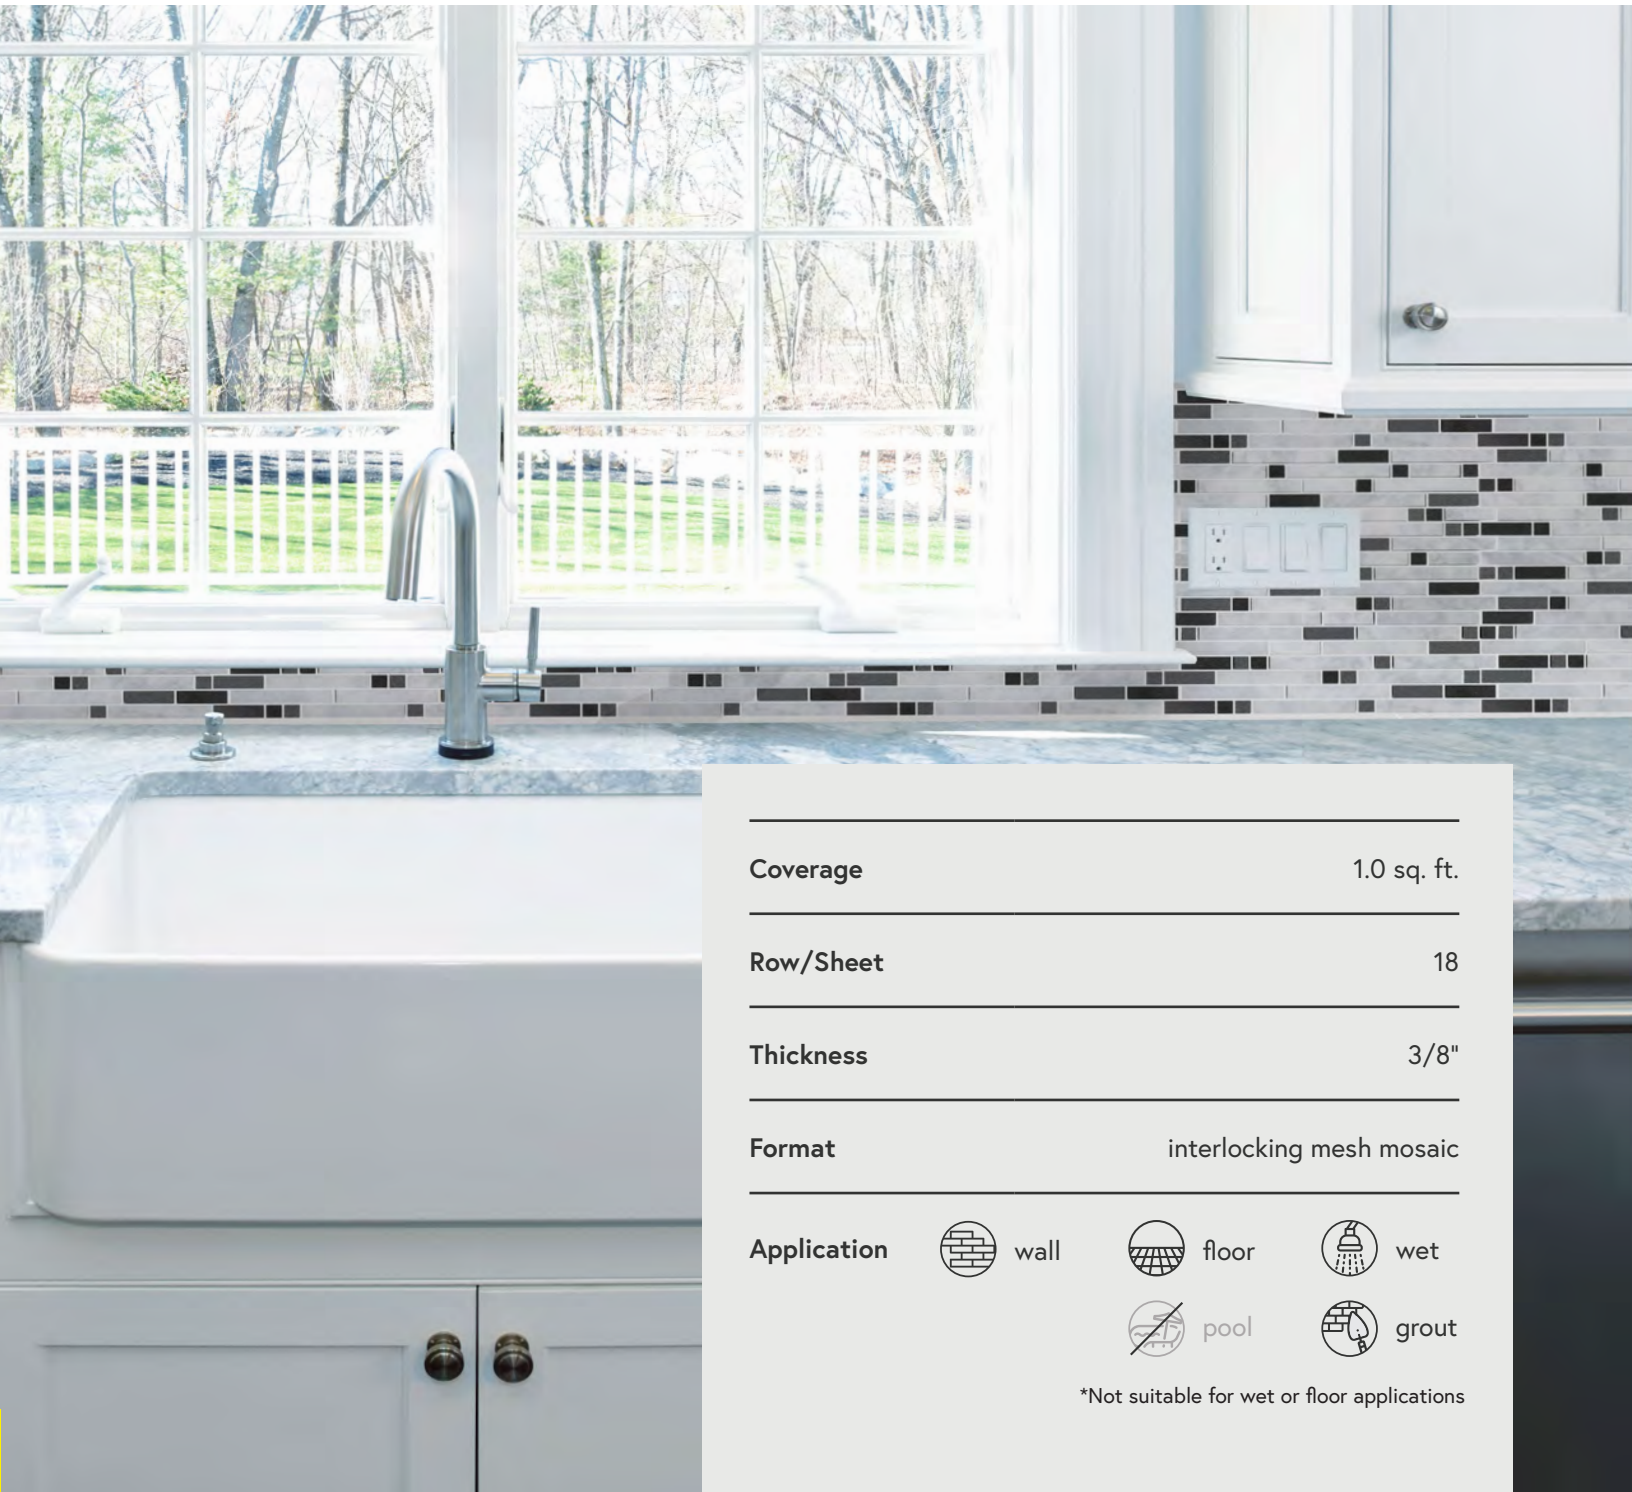 Coverage 1.0 sq. ft.
Row/Sheet 18
Thickness 3/8"
Format interlocking mesh mosaic
Application wall floor wet
pool grout
*Not suitable for wet or floor applications